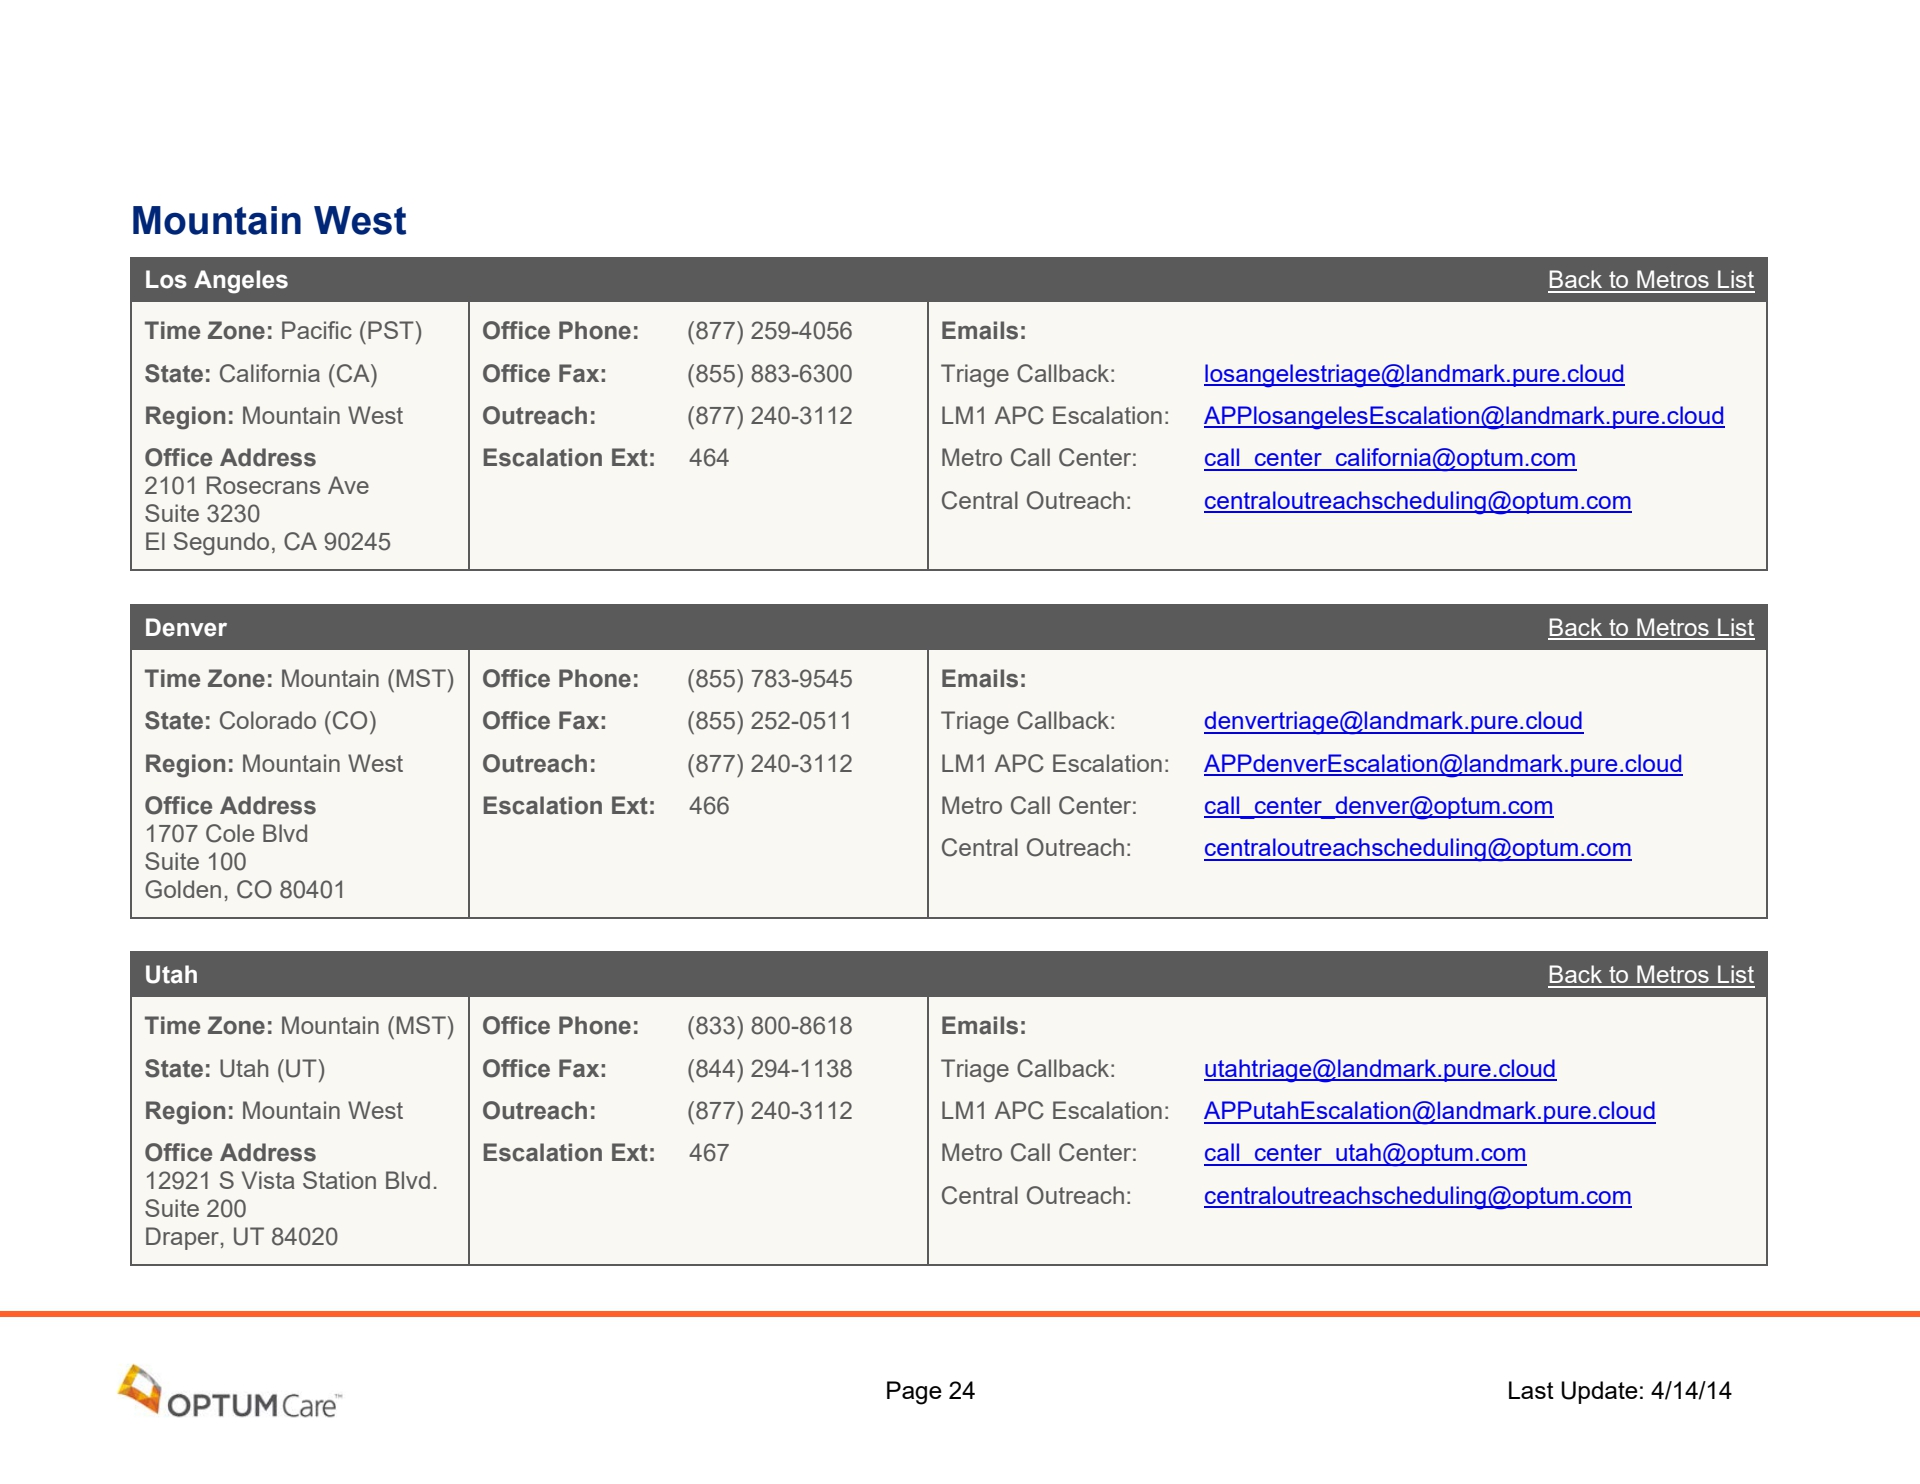 Mountain West
Los Angeles Back to Metros List
Time Zone: Pacific (PST)
State: California (CA)
Region: Mountain West
Office Address
2101 Rosecrans Ave
Suite 3230
El Segundo, CA 90245
Office Phone: (877) 259-4056
Office Fax: (855) 883-6300
Outreach: (877) 240-3112
Escalation Ext: 464
Emails:
Triage Callback: losangelestriage@landmark.pure.cloud
LM1 APC Escalation: APPlosangelesEscalation@landmark.pure.cloud
Metro Call Center: call_center_california@optum.com
Central Outreach: centraloutreachscheduling@optum.com
Denver Back to Metros List
Time Zone: Mountain (MST)
State: Colorado (CO)
Region: Mountain West
Office Address
1707 Cole Blvd
Suite 100
Golden, CO 80401
Office Phone: (855) 783-9545
Office Fax: (855) 252-0511
Outreach: (877) 240-3112
Escalation Ext: 466
Emails:
Triage Callback: denvertriage@landmark.pure.cloud
LM1 APC Escalation: APPdenverEscalation@landmark.pure.cloud
Metro Call Center: call_center_denver@optum.com
Central Outreach: centraloutreachscheduling@optum.com
Utah Back to Metros List
Time Zone: Mountain (MST)
State: Utah (UT)
Region: Mountain West
Office Address
12921 S Vista Station Blvd.
Suite 200
Draper, UT 84020
Office Phone: (833) 800-8618
Office Fax: (844) 294-1138
Outreach: (877) 240-3112
Escalation Ext: 467
Emails:
Triage Callback: utahtriage@landmark.pure.cloud
LM1 APC Escalation: APPutahEscalation@landmark.pure.cloud
Metro Call Center: call_center_utah@optum.com
Central Outreach: centraloutreachscheduling@optum.com
OPTUM Care™
Page 24
Last Update: 4/14/14